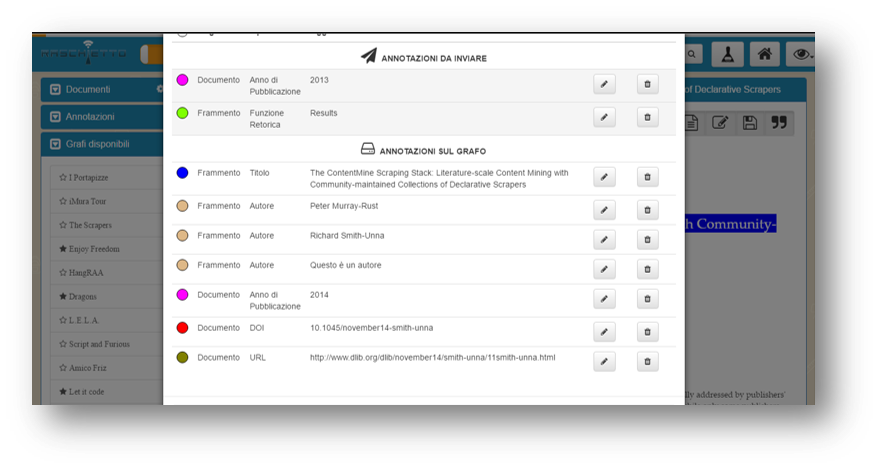 MASCHETTO
Documenti
Annotazioni
Grafi disponibili
I Portapizze
iMura Tour
The Scrapers
Enjoy Freedom
HangRAA
Dragons
L.E.L.A.
Script and Furious
Amico Friz
Let it code
ANNOTAZIONI DA INVIARE
Documento Anno di Pubblicazione 2013
Frammento Funzione Retorica Results
ANNOTAZIONI SUL GRAFO
Frammento Titolo The ContentMine Scraping Stack: Literature-scale Content Mining with
Community-maintained Collections of Declarative Scrapers
Frammento Autore Peter Murray-Rust
Frammento Autore Richard Smith-Unna
Frammento Autore Questo è un autore
Documento Anno di Pubblicazione 2014
Documento DOI 10.1045/november14-smith-unna
Documento URL http://www.dlib.org/dlib/november14/smith-unna/11smith-unna.html
of Declarative Scrapers
h Community-
lly addressed by publishers'